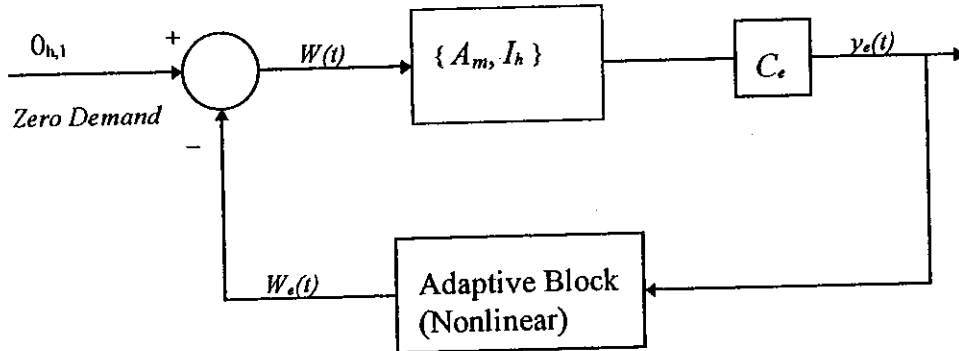 0h,1
+
W(t)
{ Am, Ih }
Ce
ye(t)
Zero Demand
−
We(t)
Adaptive Block
(Nonlinear)